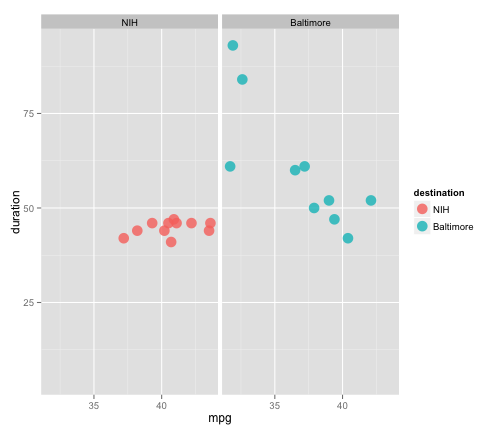 NIH Baltimore
75
50
25
duration
35 40 35 40
mpg
destination
NIH
Baltimore